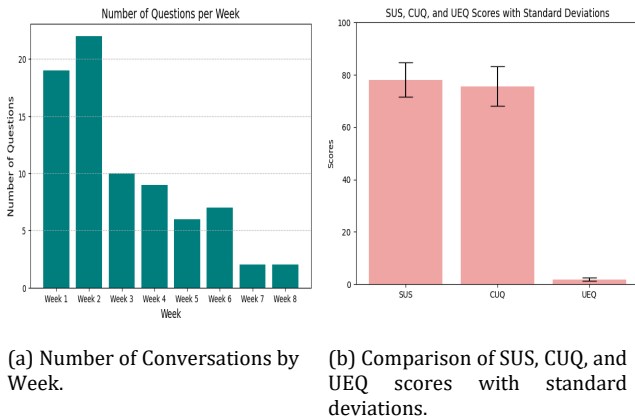 Number of Questions per Week
Number of Questions
20
15
10
5
0
Week 1 Week 2 Week 3 Week 4 Week 5 Week 6 Week 7 Week 8
Week
SUS, CUQ, and UEQ Scores with Standard Deviations
Scores
100
80
60
40
20
0
SUS CUQ UEQ
(a) Number of Conversations by
Week.
(b) Comparison of SUS, CUQ, and
UEQ scores with standard
deviations.